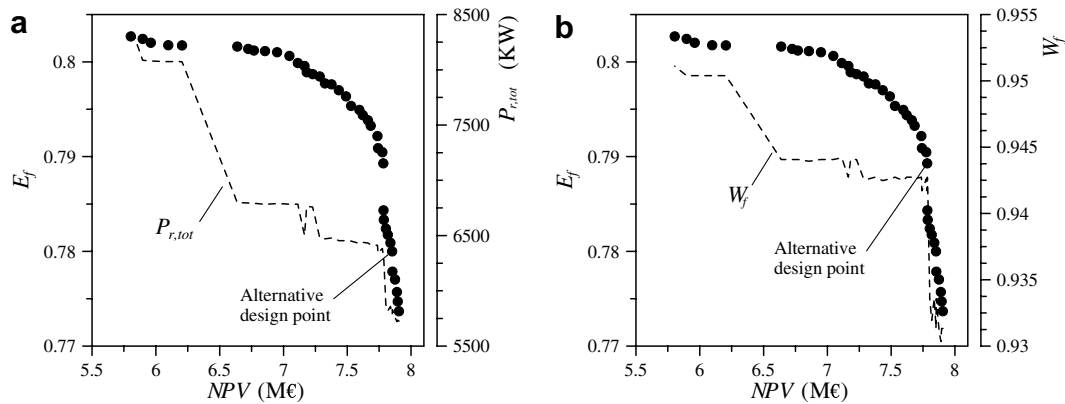 a
b
8500
0.8
7500
0.79
6500
0.78
5500
0.77
5.5
6
6.5
7
7.5
8
E_f
P_{r,tot} (KW)
NPV (M€)
P_{r,tot}
Alternative
design point
0.955
0.95
0.945
0.94
0.935
0.93
0.8
0.79
0.78
0.77
5.5
6
6.5
7
7.5
8
E_f
W_f
NPV (M€)
W_f
Alternative
design point